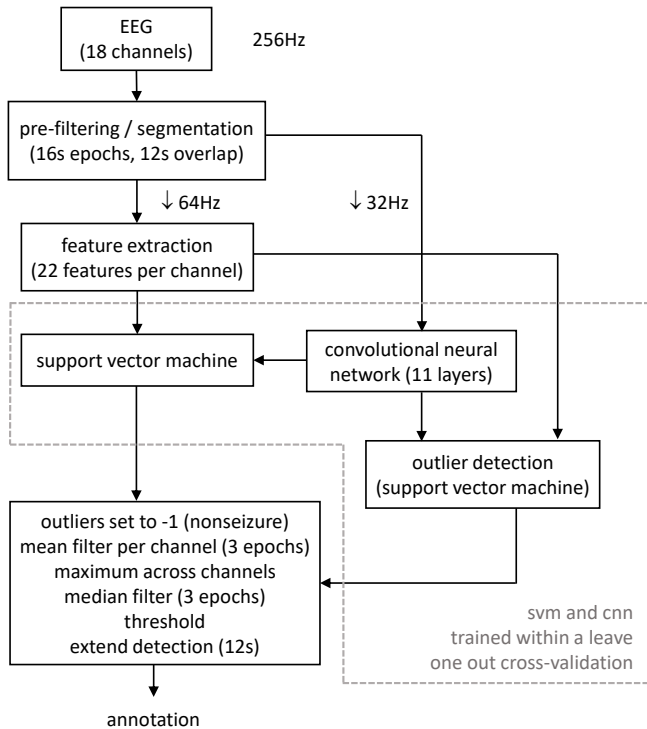 EEG
(18 channels)
256Hz
pre-filtering / segmentation
(16s epochs, 12s overlap)
↓ 64Hz
↓ 32Hz
feature extraction
(22 features per channel)
support vector machine
convolutional neural
network (11 layers)
outlier detection
(support vector machine)
outliers set to -1 (nonseizure)
mean filter per channel (3 epochs)
maximum across channels
median filter (3 epochs)
threshold
extend detection (12s)
svm and cnn
trained within a leave
one out cross-validation
annotation